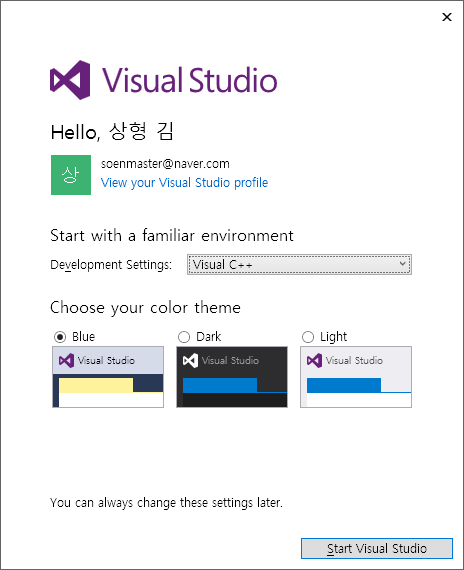 Visual Studio
Hello, 상형 김
상
soenmaster@naver.com
View your Visual Studio profile
Start with a familiar environment
Development Settings: Visual C++
Choose your color theme
Blue Dark Light
Visual Studio Visual Studio Visual Studio
You can always change these settings later.
Start Visual Studio